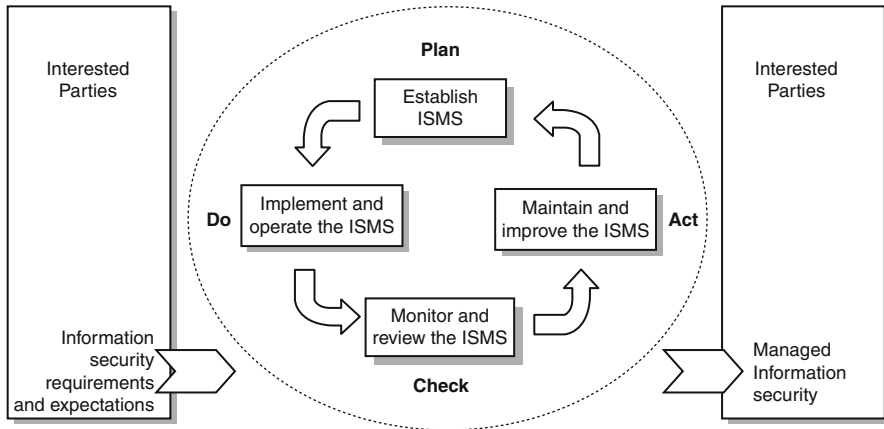 Interested
Parties
Information
security
requirements
and expectations
Plan
Establish
ISMS
Do
Implement and
operate the ISMS
Monitor and
review the ISMS
Check
Maintain and
improve the ISMS
Act
Interested
Parties
Managed
Information
security